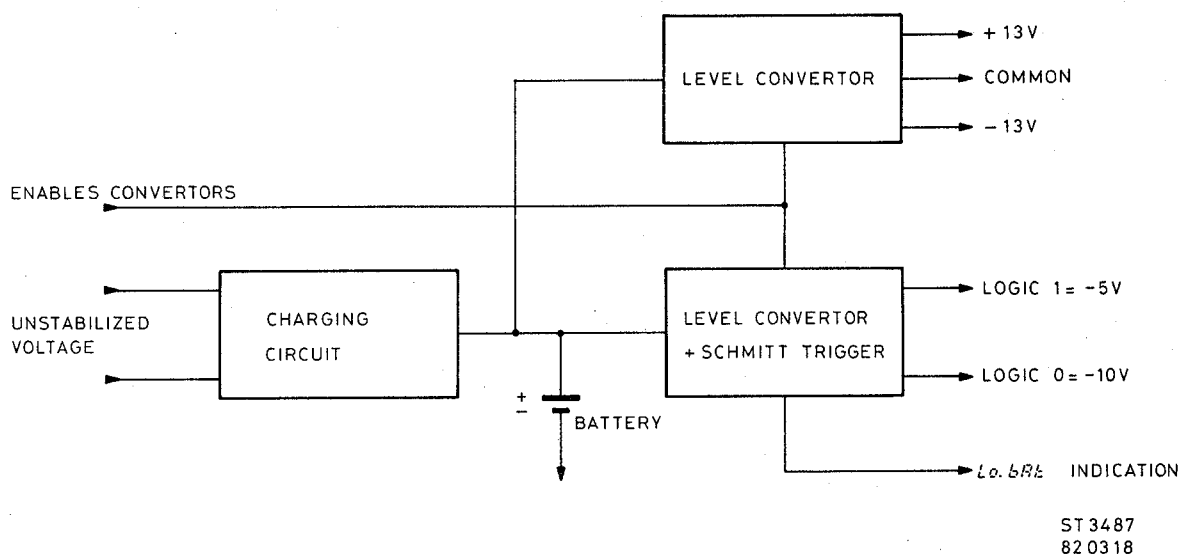 LEVEL CONVERTOR
+13V
COMMON
-13V
ENABLES CONVERTORS
UNSTABILIZED
VOLTAGE
CHARGING
CIRCUIT
+
-
BATTERY
LEVEL CONVERTOR
+ SCHMITT TRIGGER
LOGIC 1 = -5V
LOGIC 0 = -10V
Lo.bAt INDICATION
ST 3487
820318